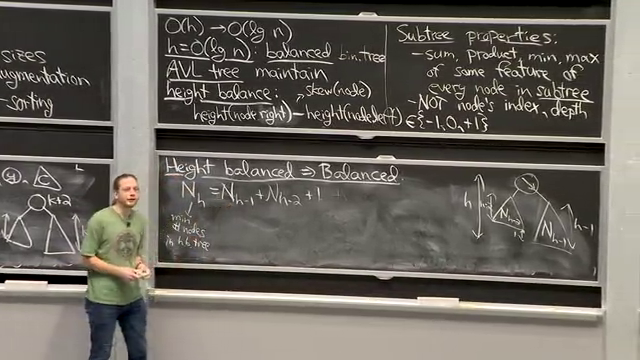 sizes
augmentation
-sorting
O(h) → O(lg n)
h=O(lg n): balanced bin.tree
AVL tree maintain
height balance: skew(node)
height(node.right) - height(node.left) ∈ {-1,0,+1}
Subtree properties:
- sum, product, min, max
of some feature of
every node in subtree
- NOT node's index, depth
C
k+2
Height balanced ⇒ Balanced
N_h = N_{h-1} + N_{h-2} + 1
min
# nodes
in h.b. tree
h
N_{h-2}
N_{h-1}
h-1